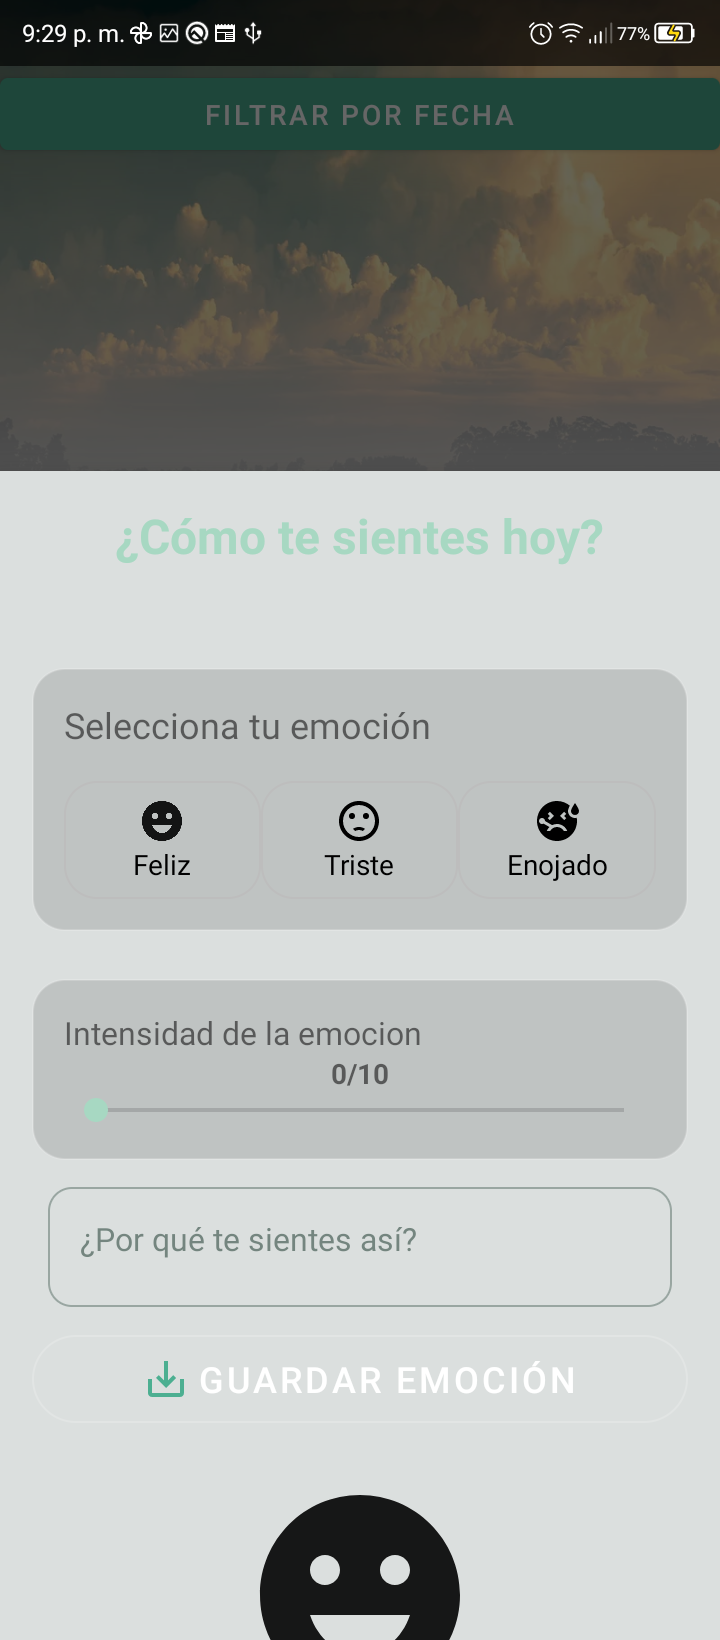 9:29 p. m. 77%
FILTRAR POR FECHA
¿Cómo te sientes hoy?
Selecciona tu emoción
Feliz Triste Enojado
Intensidad de la emocion
0/10
¿Por qué te sientes así?
GUARDAR EMOCIÓN